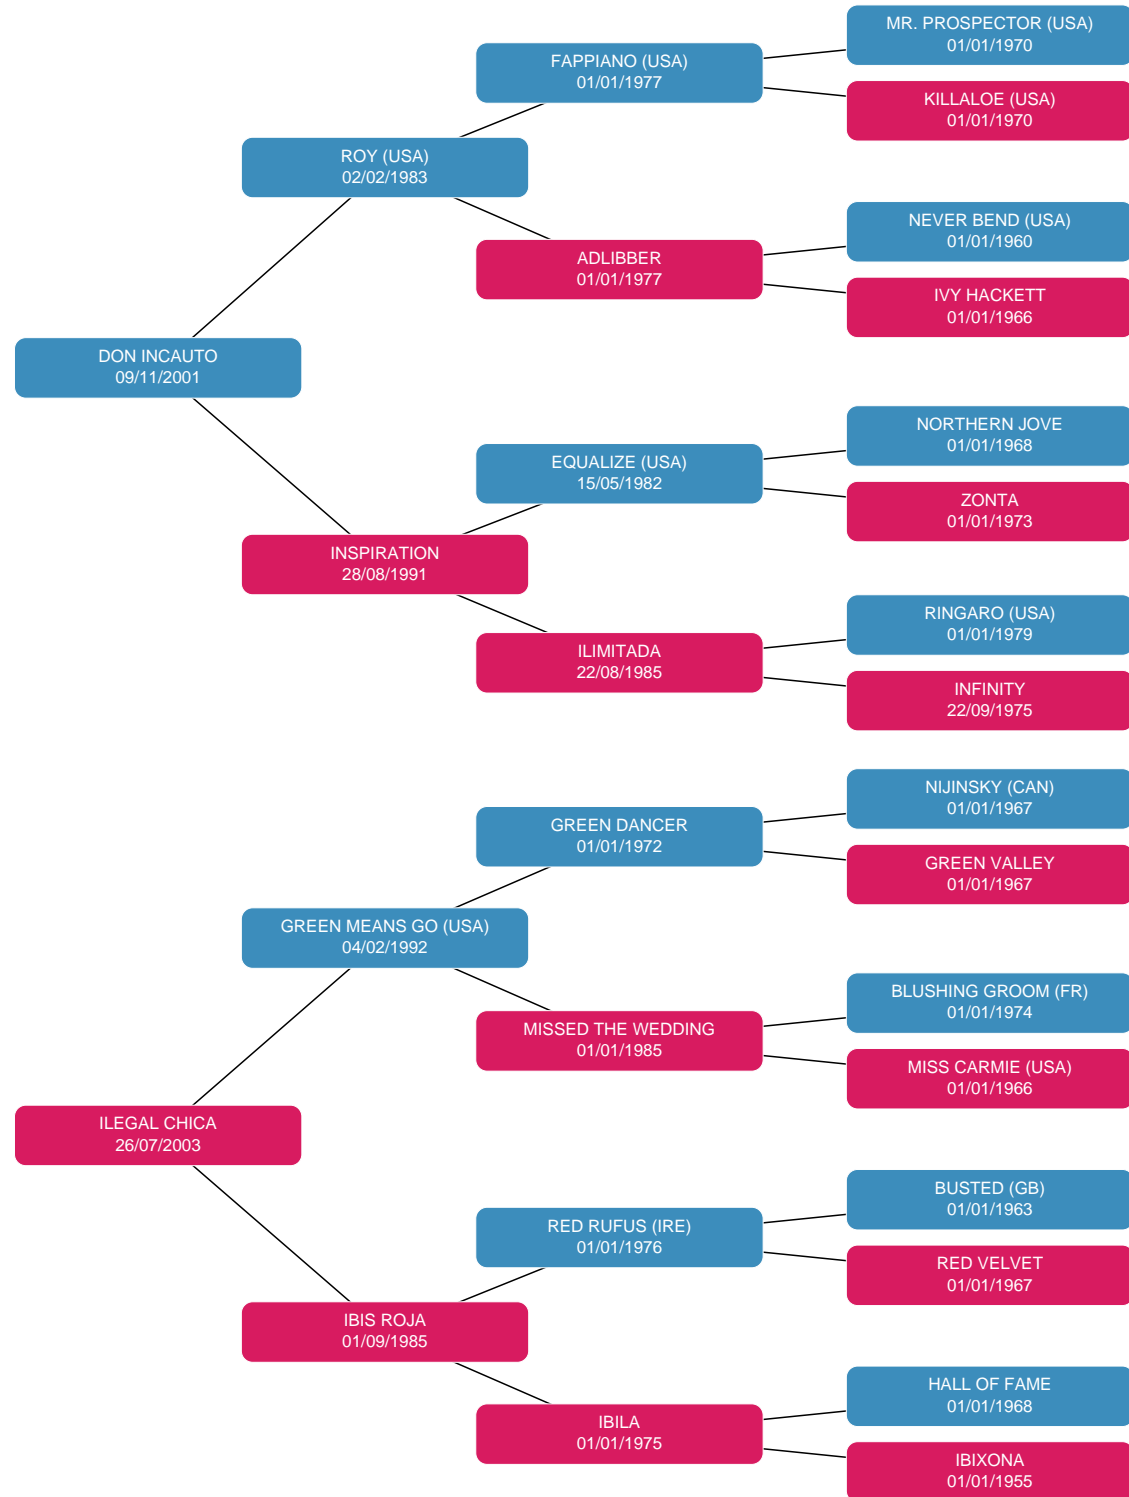 MR. PROSPECTOR (USA)
01/01/1970
FAPPIANO (USA)
01/01/1977
KILLALOE (USA)
01/01/1970
ROY (USA)
02/02/1983
NEVER BEND (USA)
01/01/1960
ADLIBBER
01/01/1977
IVY HACKETT
01/01/1966
DON INCAUTO
09/11/2001
NORTHERN JOVE
01/01/1968
EQUALIZE (USA)
15/05/1982
ZONTA
01/01/1973
INSPIRATION
28/08/1991
RINGARO (USA)
01/01/1979
ILIMITADA
22/08/1985
INFINITY
22/09/1975
NIJINSKY (CAN)
01/01/1967
GREEN DANCER
01/01/1972
GREEN VALLEY
01/01/1967
GREEN MEANS GO (USA)
04/02/1992
BLUSHING GROOM (FR)
01/01/1974
MISSED THE WEDDING
01/01/1985
MISS CARMIE (USA)
01/01/1966
ILEGAL CHICA
26/07/2003
BUSTED (GB)
01/01/1963
RED RUFUS (IRE)
01/01/1976
RED VELVET
01/01/1967
IBIS ROJA
01/09/1985
HALL OF FAME
01/01/1968
IBILA
01/01/1975
IBIXONA
01/01/1955